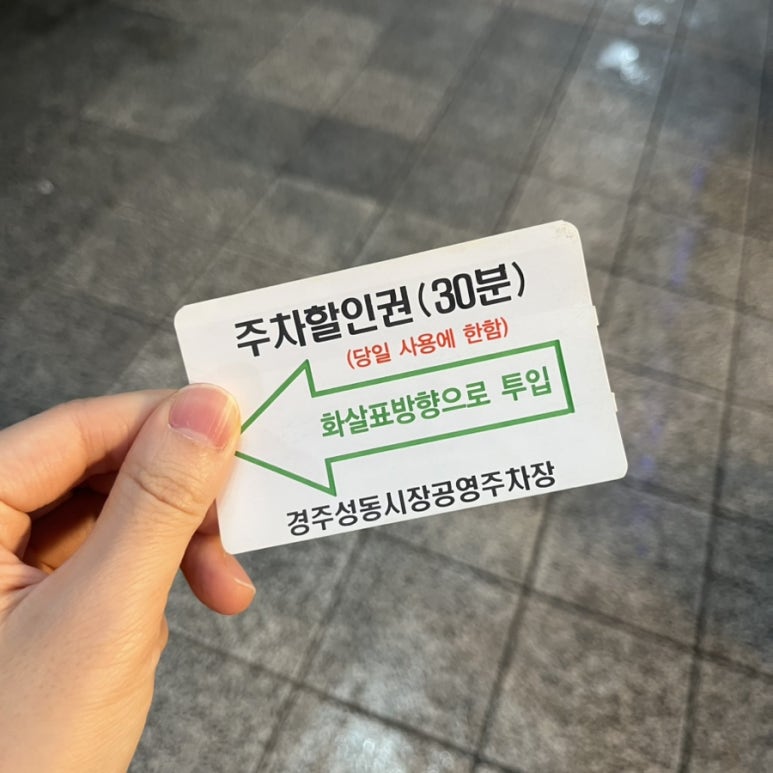 주차할인권(30분)
(당일 사용에 한함)
화살표방향으로 투입
경주성동시장공영주차장